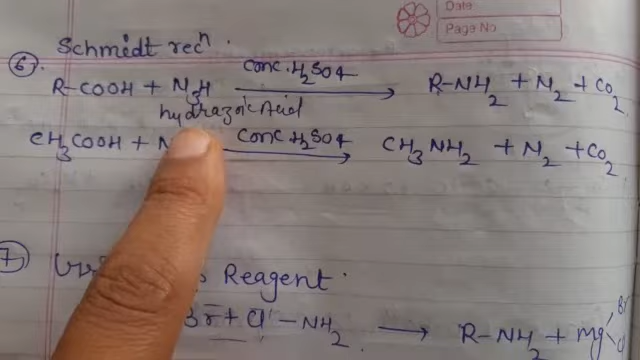 Date
Page No
Schmidt recⁿ.
6. R-COOH + N₃H conc.H₂SO₄ → R-NH₂ + N₂ + CO₂
hydrazoic Acid
CH₃COOH + N conc.H₂SO₄ → CH₃NH₂ + N₂ + CO₂
7 Reagent.
Br + Cl - NH₂ → R-NH₂ + Mg Br Cl